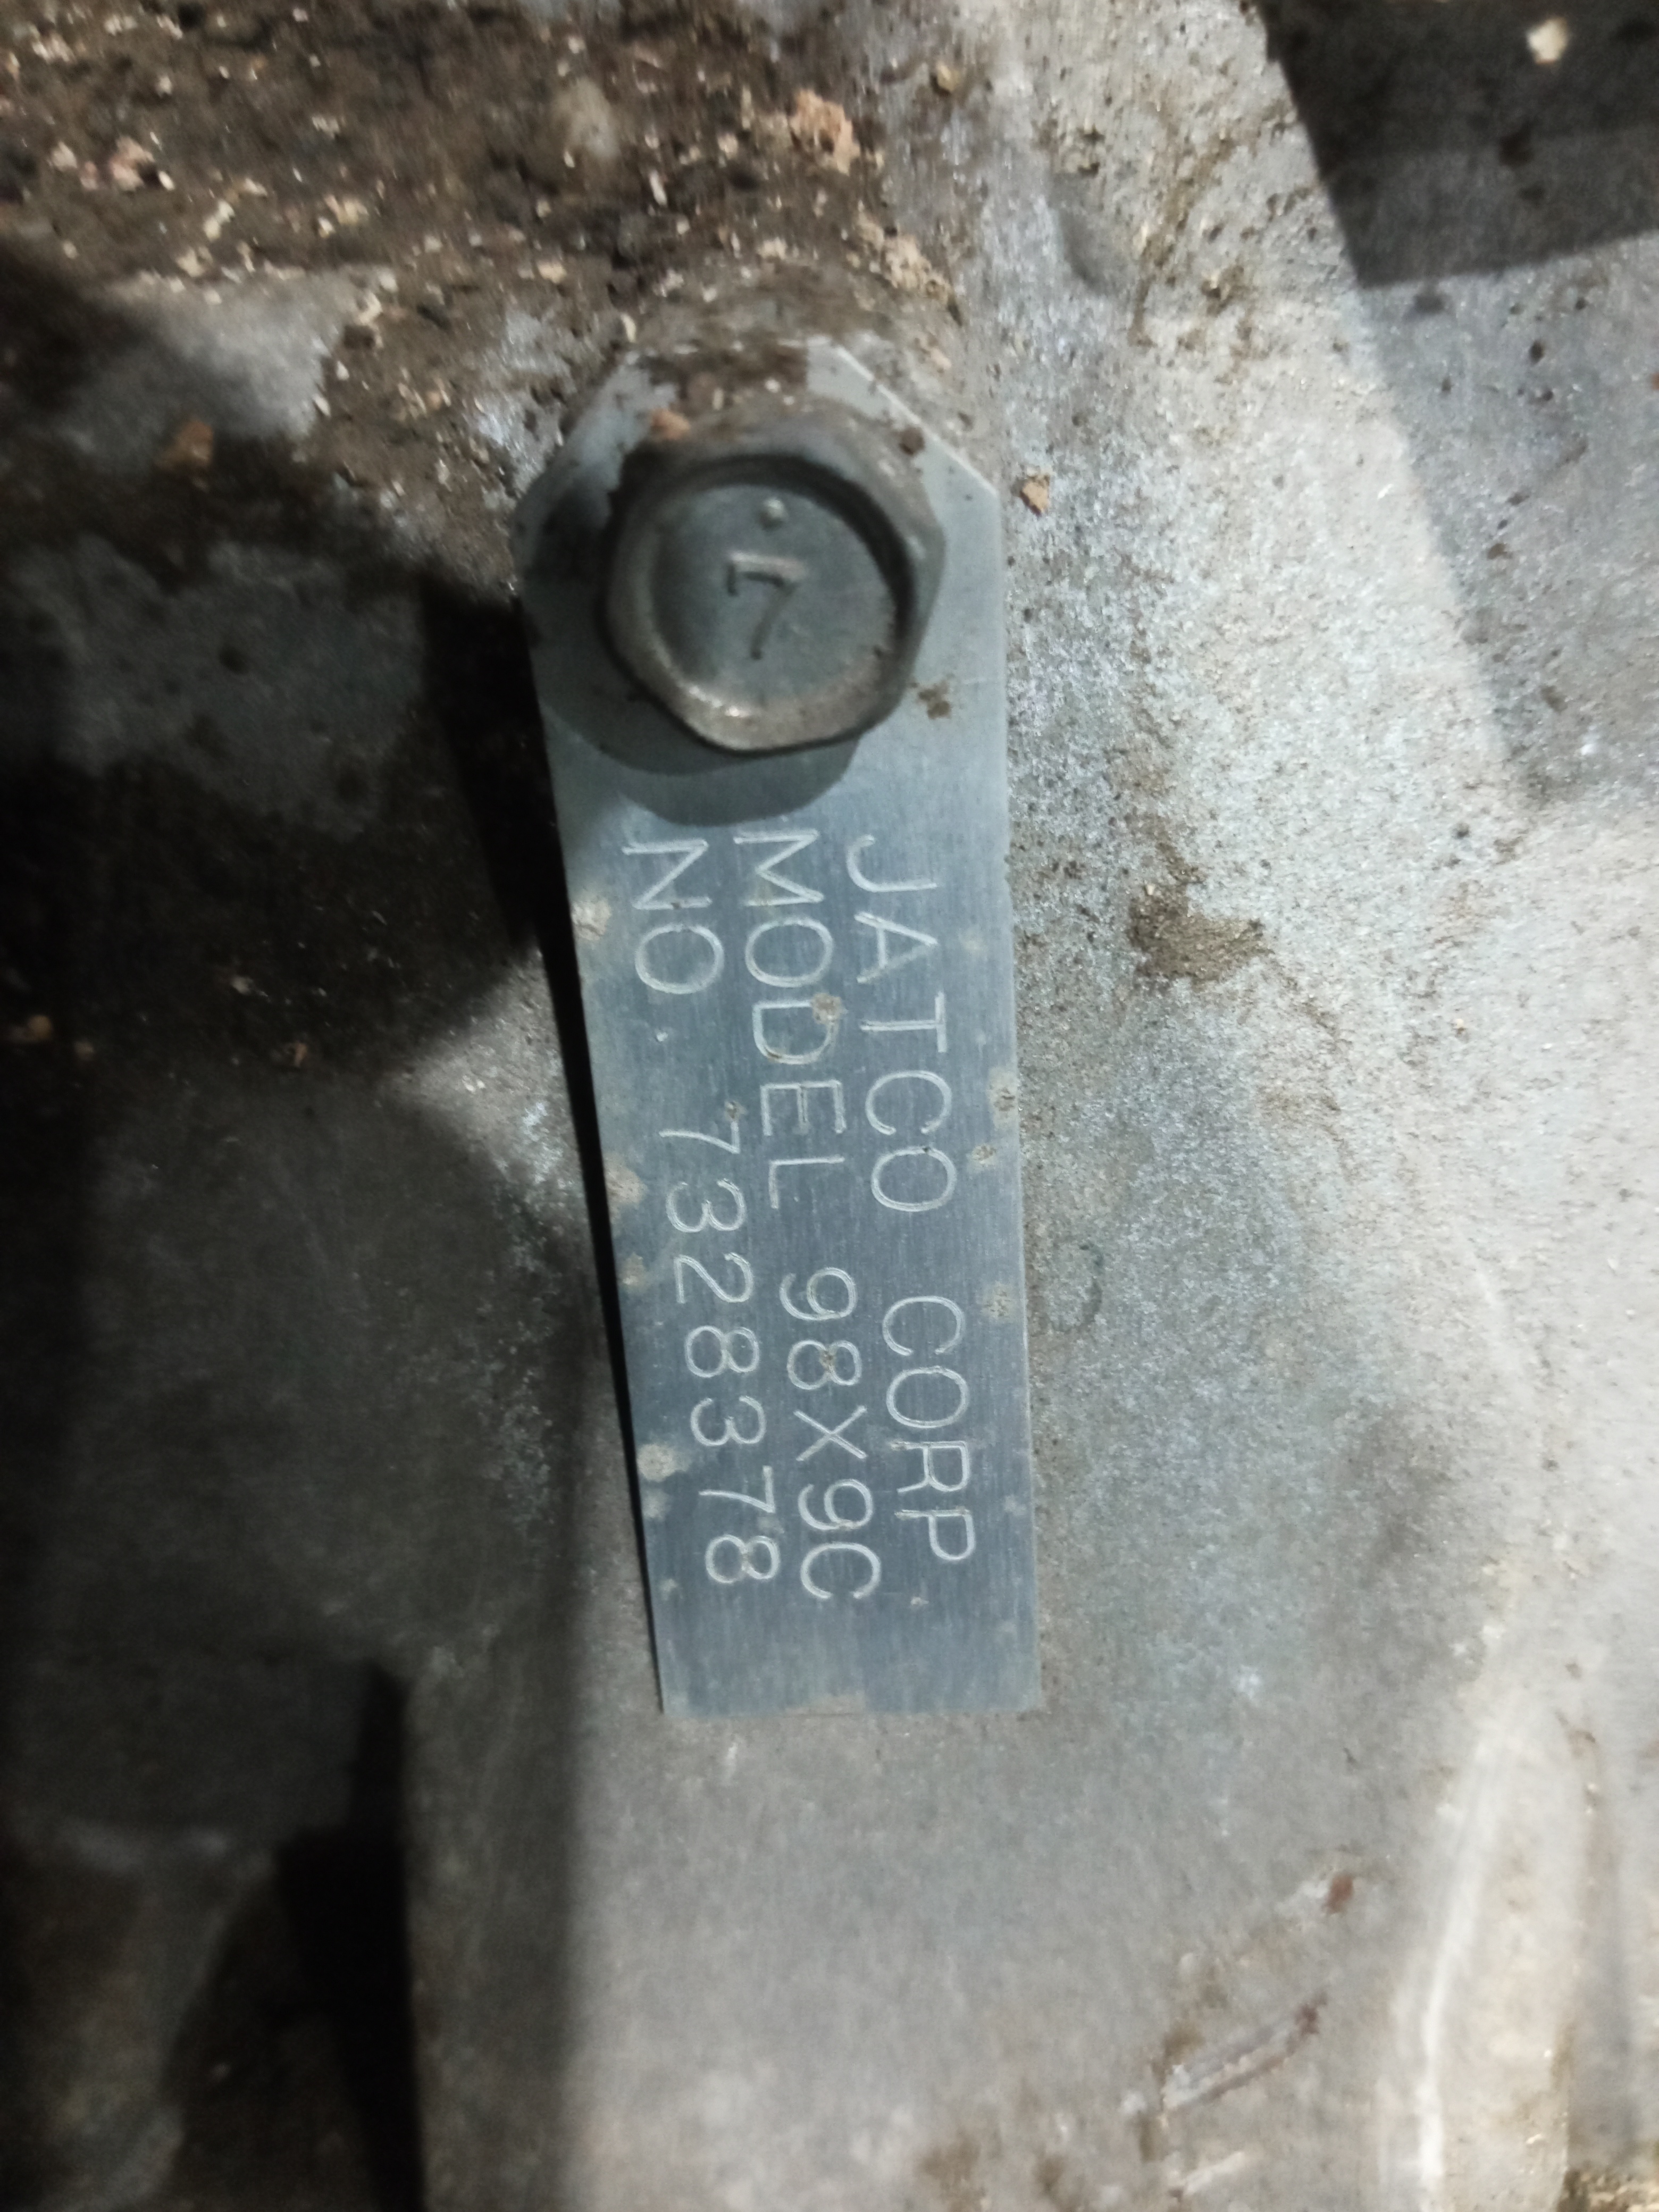 7
JATCO CORP
MODEL 98X9C
NO. 7328378